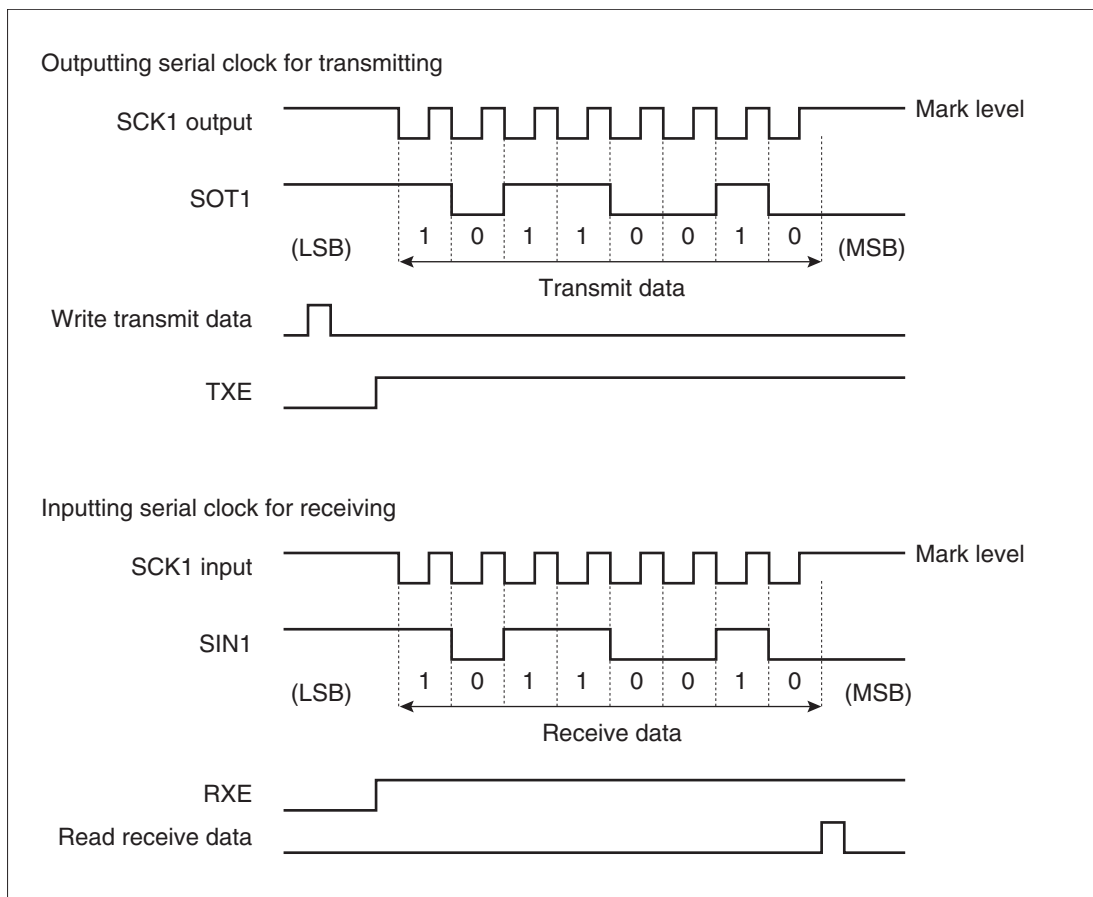 Outputting serial clock for transmitting
SCK1 output
Mark level
SOT1
1 0 1 1 0 0 1 0
(LSB)
(MSB)
Transmit data
Write transmit data
TXE
Inputting serial clock for receiving
SCK1 input
Mark level
SIN1
1 0 1 1 0 0 1 0
(LSB)
(MSB)
Receive data
RXE
Read receive data